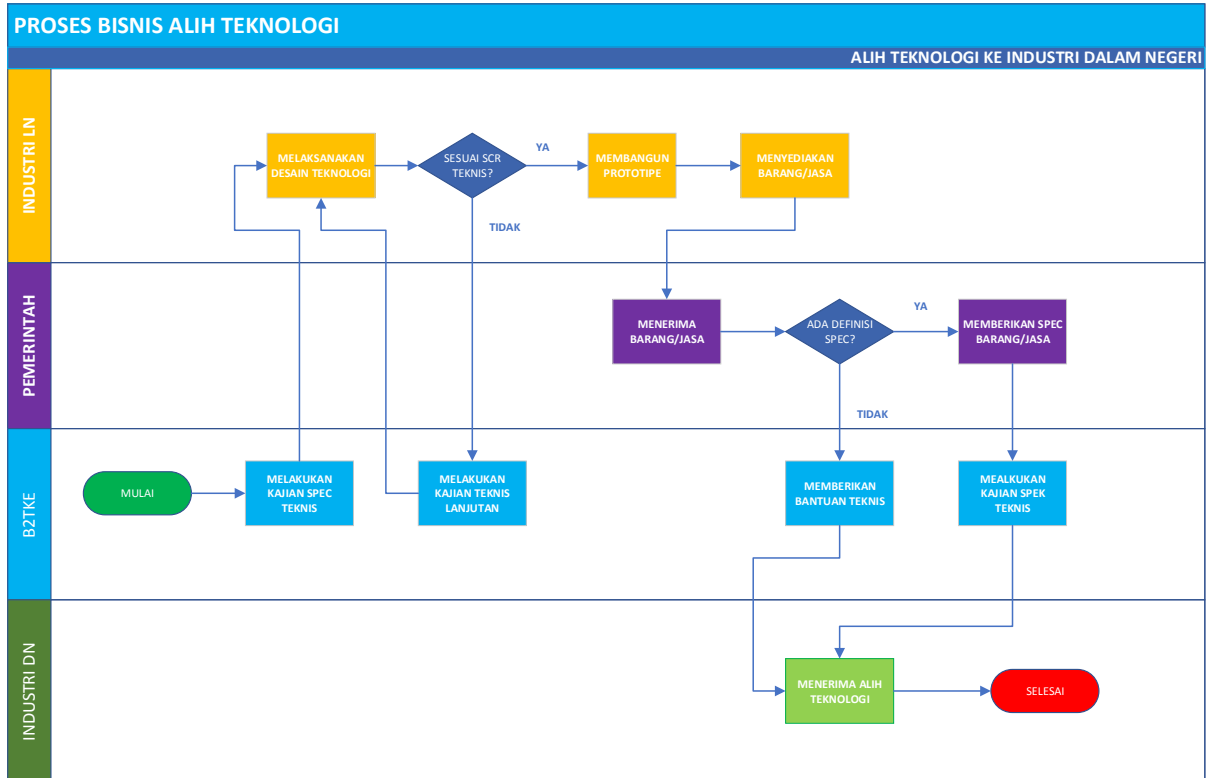 PROSES BISNIS ALIH TEKNOLOGI
ALIH TEKNOLOGI KE INDUSTRI DALAM NEGERI
INDUSTRI LN
MELAKSANAKAN
DESAIN TEKNOLOGI
SESUAI SCR
TEKNIS?
YA
TIDAK
MEMBANGUN
PROTOTIPE
MENYEDIAKAN
BARANG/JASA
PEMERINTAH
MENERIMA
BARANG/JASA
ADA DEFINISI
SPEC?
YA
TIDAK
MEMBERIKAN SPEC
BARANG/JASA
B2TKE
MULAI
MELAKUKAN
KAJIAN SPEC
TEKNIS
MELAKUKAN
KAJIAN TEKNIS
LANJUTAN
MEMBERIKAN
BANTUAN TEKNIS
MEALKUKAN
KAJIAN SPEK
TEKNIS
INDUSTRI DN
MENERIMA ALIH
TEKNOLOGI
SELESAI